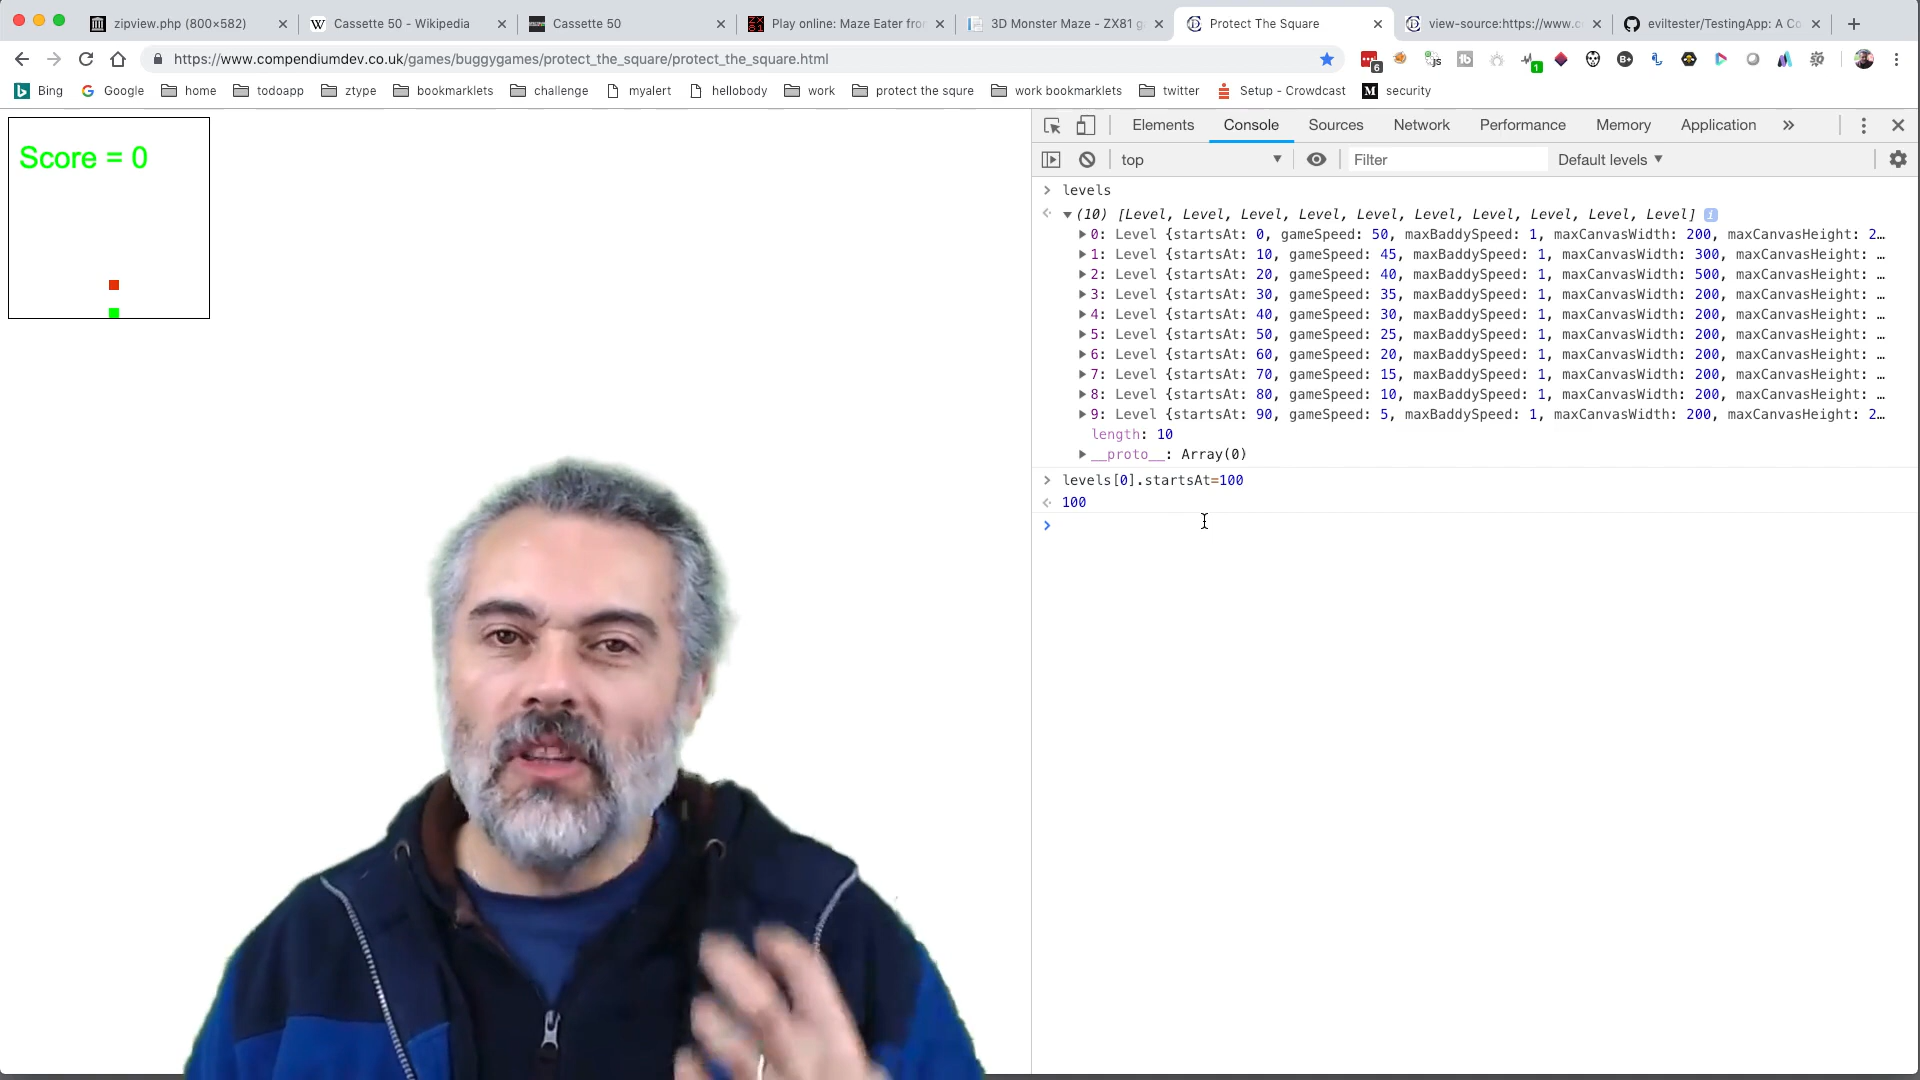 zipview.php (800×582)
Cassette 50 - Wikipedia
Cassette 50
Play online: Maze Eater fro
3D Monster Maze - ZX81 g
Protect The Square
view-source:https://www.c
eviltester/TestingApp: A Co
https://www.compendiumdev.co.uk/games/buggygames/protect_the_square/protect_the_square.html
Bing Google home todoapp ztype bookmarklets challenge myalert hellobody work protect the squre work bookmarklets twitter Setup - Crowdcast security
Score = 0
Elements Console Sources Network Performance Memory Application »
top Filter Default levels
levels
(10) [Level, Level, Level, Level, Level, Level, Level, Level, Level, Level]
0: Level {startsAt: 0, gameSpeed: 50, maxBaddySpeed: 1, maxCanvasWidth: 200, maxCanvasHeight: 2…
1: Level {startsAt: 10, gameSpeed: 45, maxBaddySpeed: 1, maxCanvasWidth: 300, maxCanvasHeight: …
2: Level {startsAt: 20, gameSpeed: 40, maxBaddySpeed: 1, maxCanvasWidth: 500, maxCanvasHeight: …
3: Level {startsAt: 30, gameSpeed: 35, maxBaddySpeed: 1, maxCanvasWidth: 200, maxCanvasHeight: …
4: Level {startsAt: 40, gameSpeed: 30, maxBaddySpeed: 1, maxCanvasWidth: 200, maxCanvasHeight: …
5: Level {startsAt: 50, gameSpeed: 25, maxBaddySpeed: 1, maxCanvasWidth: 200, maxCanvasHeight: …
6: Level {startsAt: 60, gameSpeed: 20, maxBaddySpeed: 1, maxCanvasWidth: 200, maxCanvasHeight: …
7: Level {startsAt: 70, gameSpeed: 15, maxBaddySpeed: 1, maxCanvasWidth: 200, maxCanvasHeight: …
8: Level {startsAt: 80, gameSpeed: 10, maxBaddySpeed: 1, maxCanvasWidth: 200, maxCanvasHeight: …
9: Level {startsAt: 90, gameSpeed: 5, maxBaddySpeed: 1, maxCanvasWidth: 200, maxCanvasHeight: 2…
length: 10
__proto__: Array(0)
levels[0].startsAt=100
100